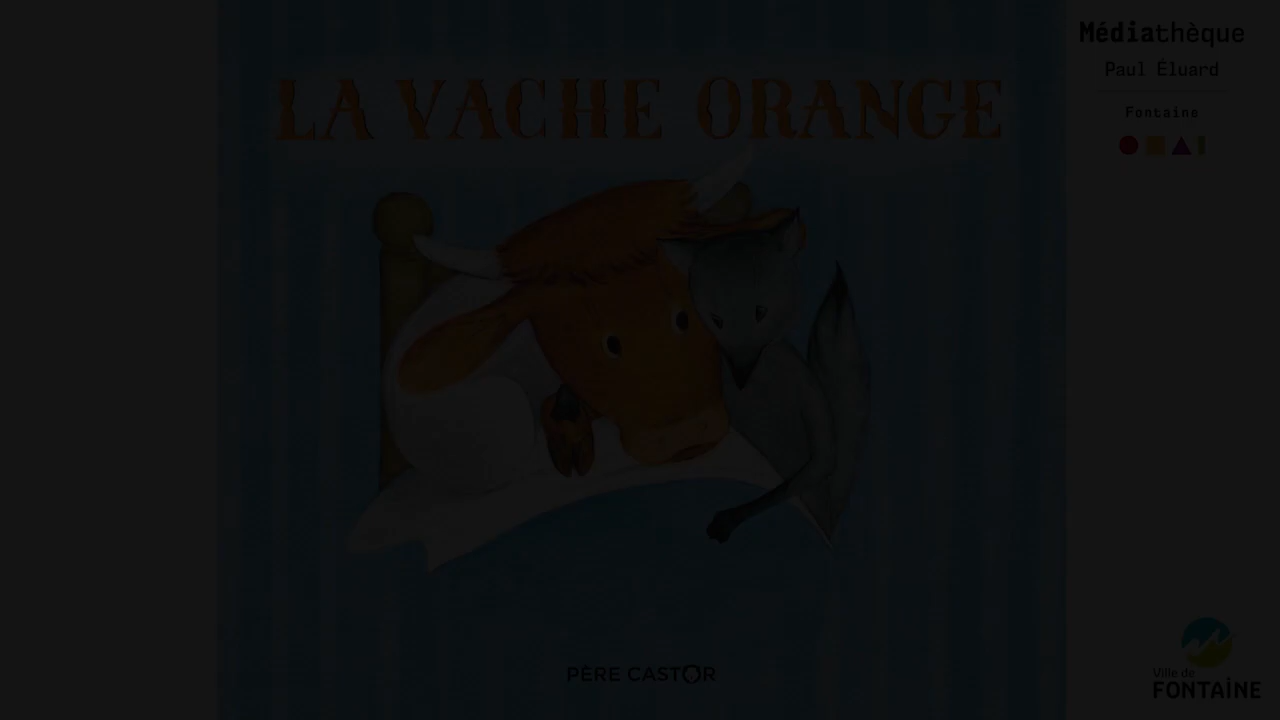 LA VACHE ORANGE
Médiathèque
Paul Éluard
Fontaine
PÈRE CASTOR
Ville de
FONTAINE